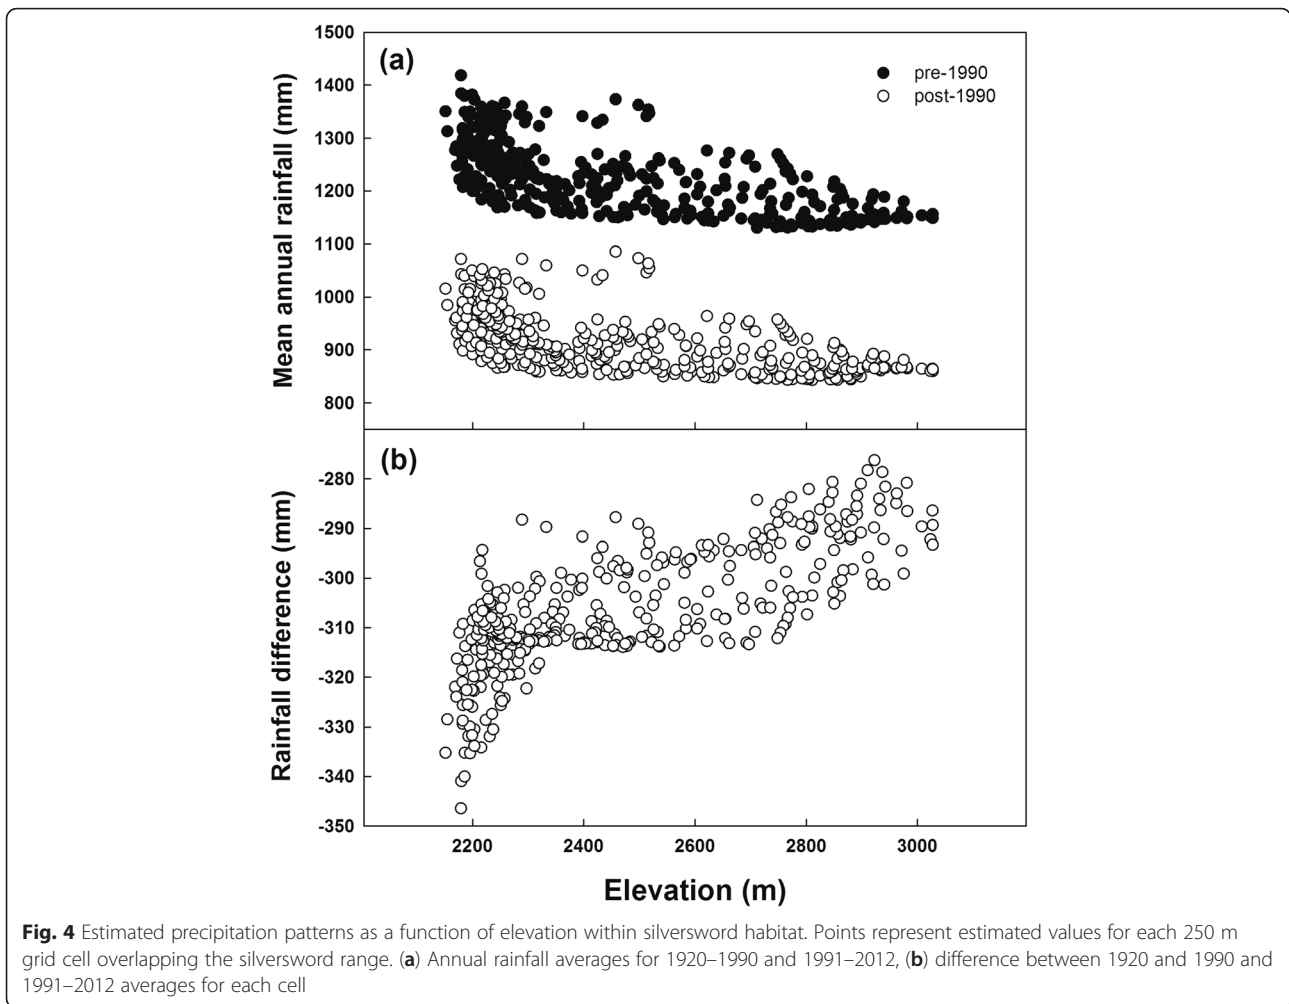 1500
1400
1300
1200
1100
1000
900
800
Mean annual rainfall (mm)
(a)
pre-1990
post-1990
(b)
-280
-290
-300
-310
-320
-330
-340
-350
Rainfall difference (mm)
2200 2400 2600 2800 3000
Elevation (m)
Fig. 4 Estimated precipitation patterns as a function of elevation within silversword habitat. Points represent estimated values for each 250 m
grid cell overlapping the silversword range. (a) Annual rainfall averages for 1920–1990 and 1991–2012, (b) difference between 1920 and 1990 and
1991–2012 averages for each cell